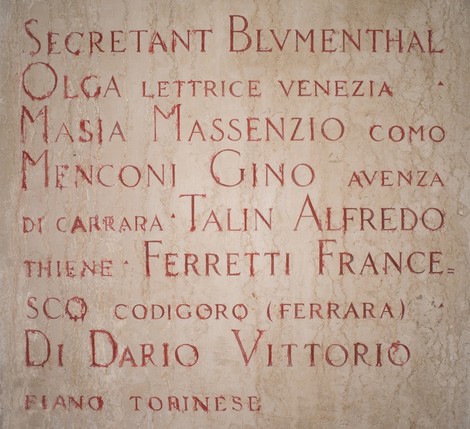 SECRETANT BLVMENTHAL
OLGA LETTRICE VENEZIA ·
MASIA MASSENZIO COMO
MENCONI GINO AVENZA
DI CARRARA · TALIN ALFREDO
THIENE · FERRETTI FRANCE=
SCO CODIGORO (FERRARA)
DI DARIO VITTORIO
FIANO TORINESE